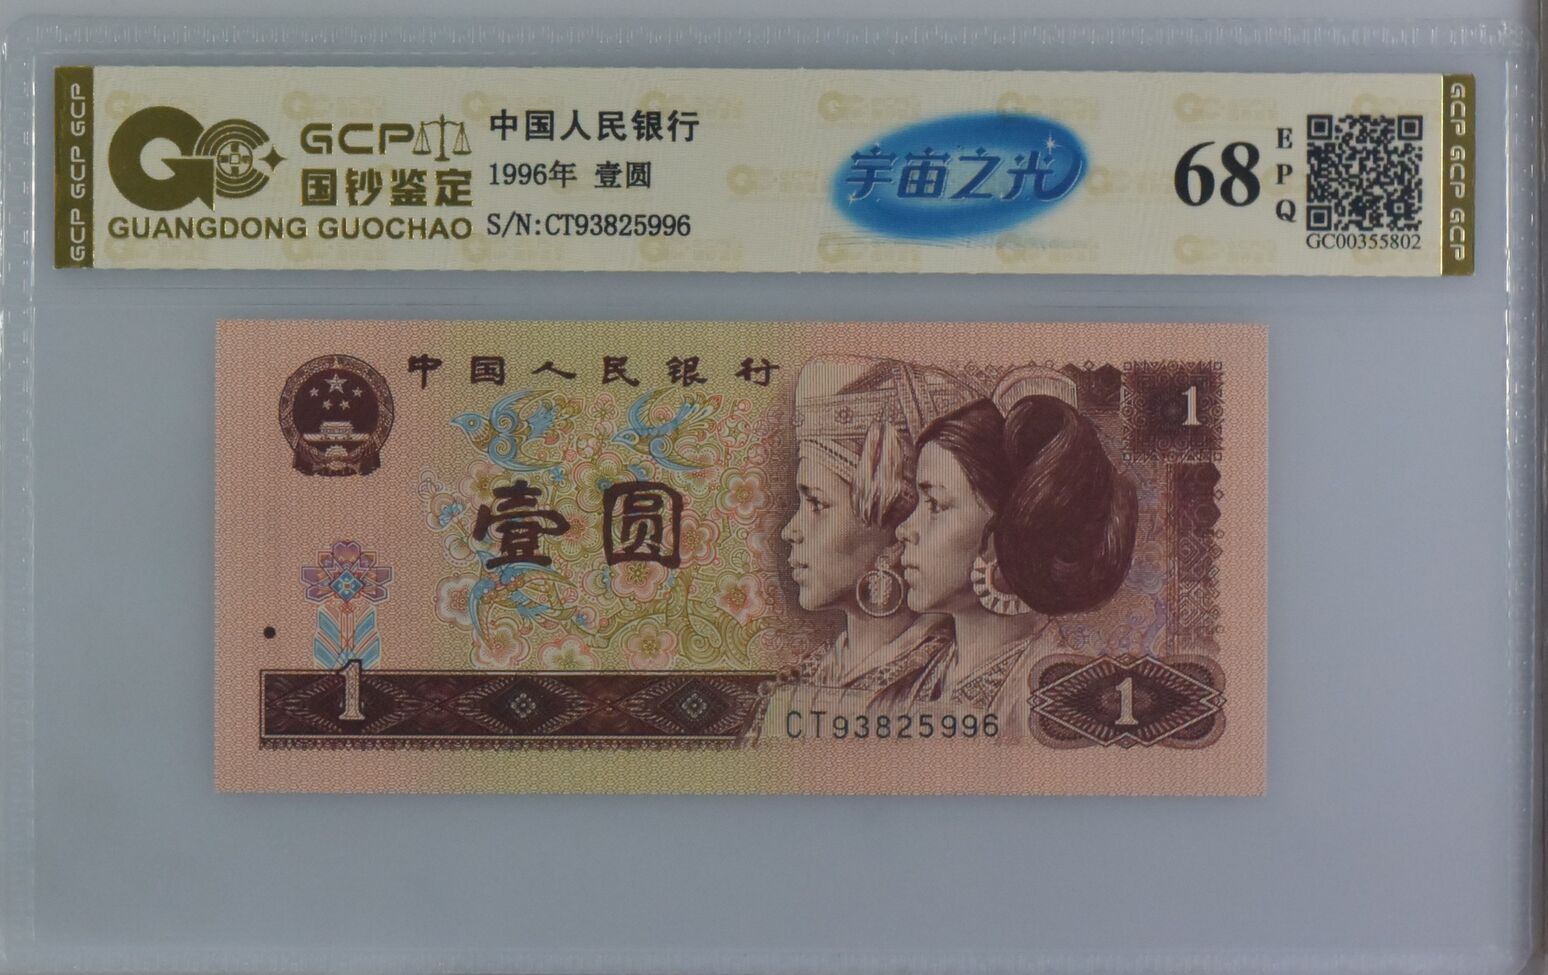 GCP GCP GCP
GCP
国钞鉴定
GUANGDONG GUOCHAO
中国人民银行
1996年 壹圆
S/N:CT93825996
宇宙之光
68
EPQ
GC00355802
GCP GCP GCP
中国人民银行
1
壹圆
1
1
CT93825996